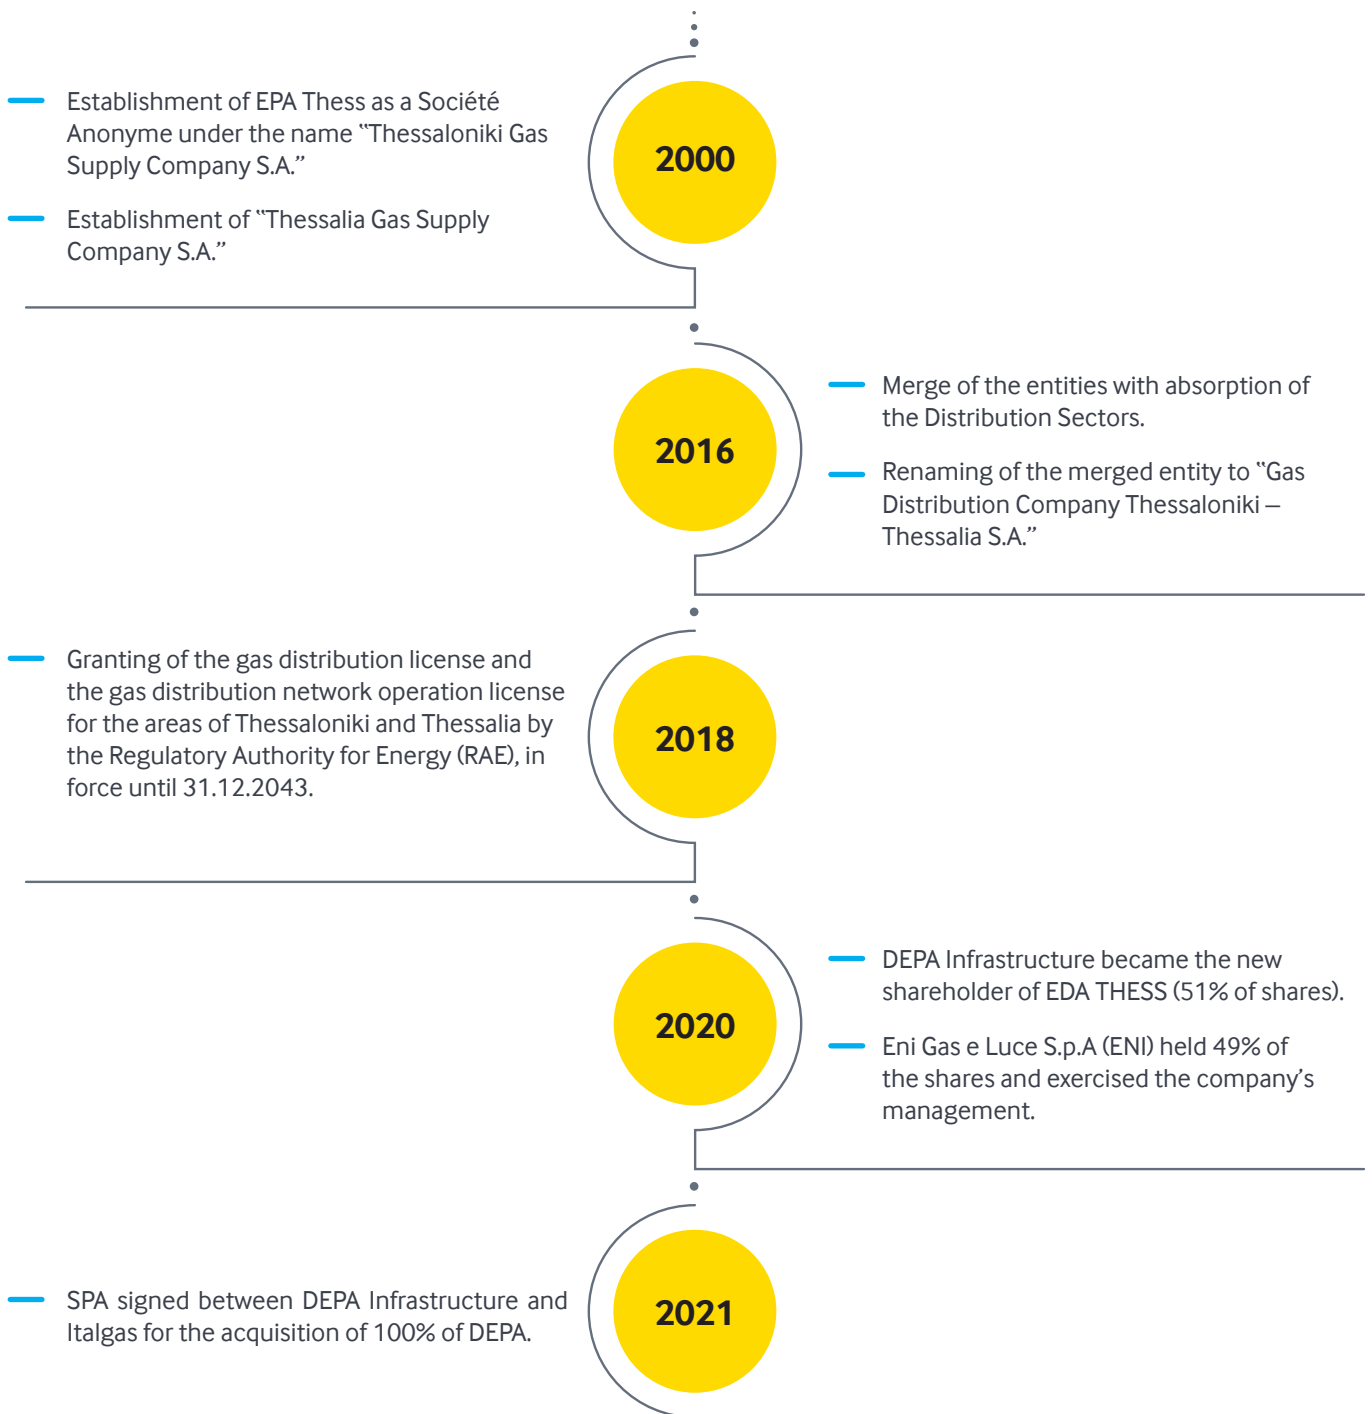 Establishment of EPA Thess as a Société
Anonyme under the name “Thessaloniki Gas
Supply Company S.A.”
Establishment of “Thessalia Gas Supply
Company S.A.”
2000
2016
Merge of the entities with absorption of
the Distribution Sectors.
Renaming of the merged entity to “Gas
Distribution Company Thessaloniki –
Thessalia S.A.”
Granting of the gas distribution license and
the gas distribution network operation license
for the areas of Thessaloniki and Thessalia by
the Regulatory Authority for Energy (RAE), in
force until 31.12.2043.
2018
2020
DEPA Infrastructure became the new
shareholder of EDA THESS (51% of shares).
Eni Gas e Luce S.p.A (ENI) held 49% of
the shares and exercised the company’s
management.
SPA signed between DEPA Infrastructure and
Italgas for the acquisition of 100% of DEPA.
2021